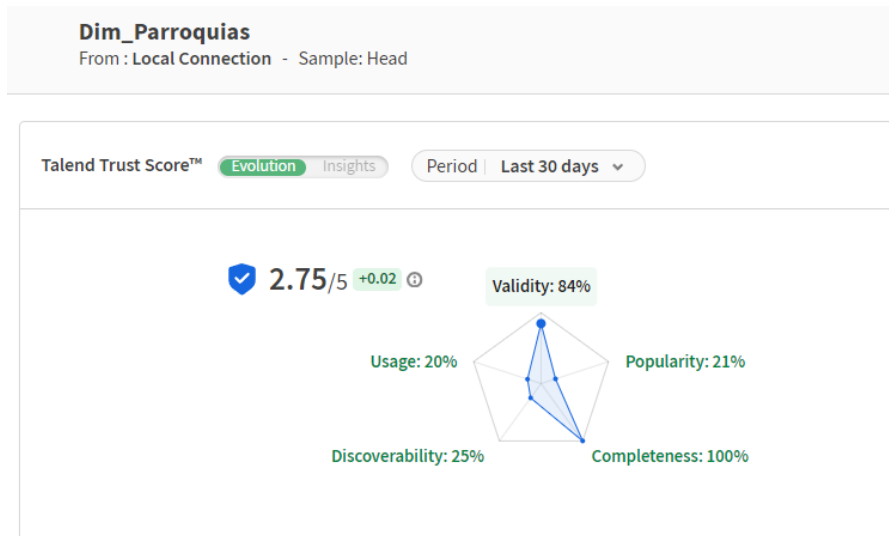 Dim_Parroquias
From : Local Connection - Sample: Head
Talend Trust Score™ Evolution Insights Period Last 30 days
2.75/5 +0.02
Validity: 84%
Usage: 20% Popularity: 21%
Discoverability: 25% Completeness: 100%